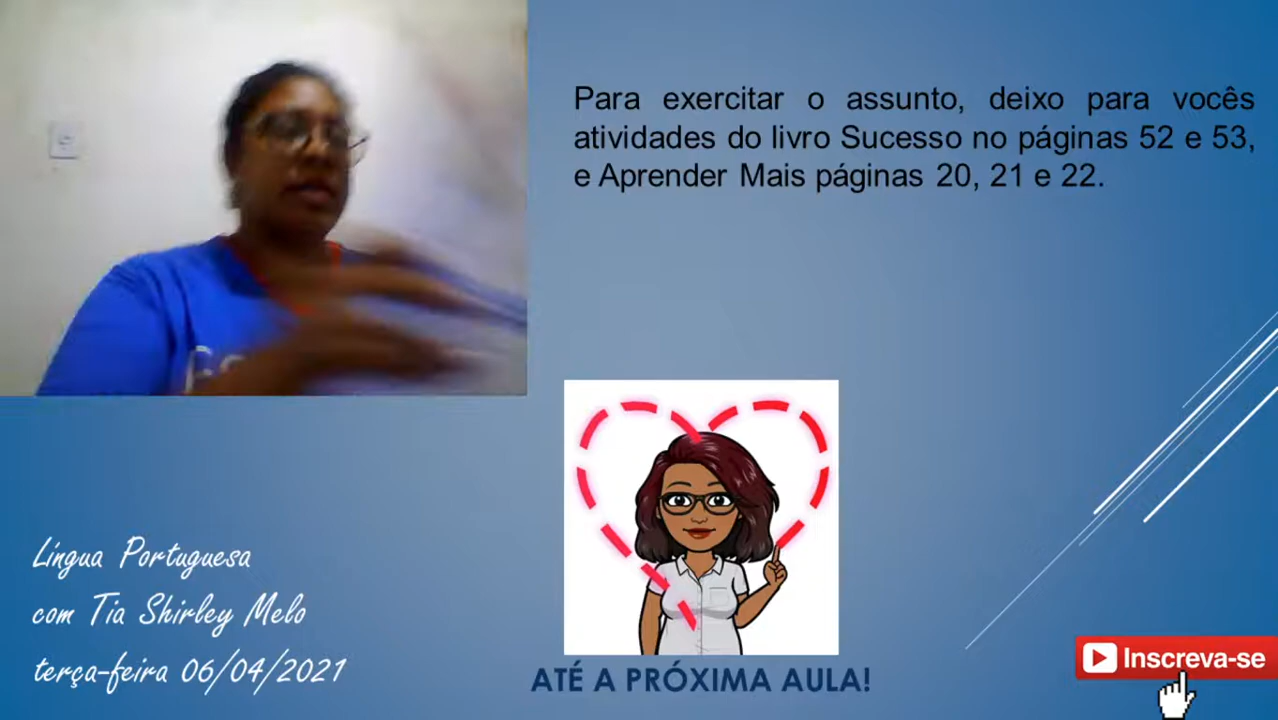 Para exercitar o assunto, deixo para vocês
atividades do livro Sucesso no páginas 52 e 53,
e Aprender Mais páginas 20, 21 e 22.
Língua Portuguesa
com Tia Shirley Melo
terça-feira 06/04/2021
ATÉ A PRÓXIMA AULA!
Inscreva-se